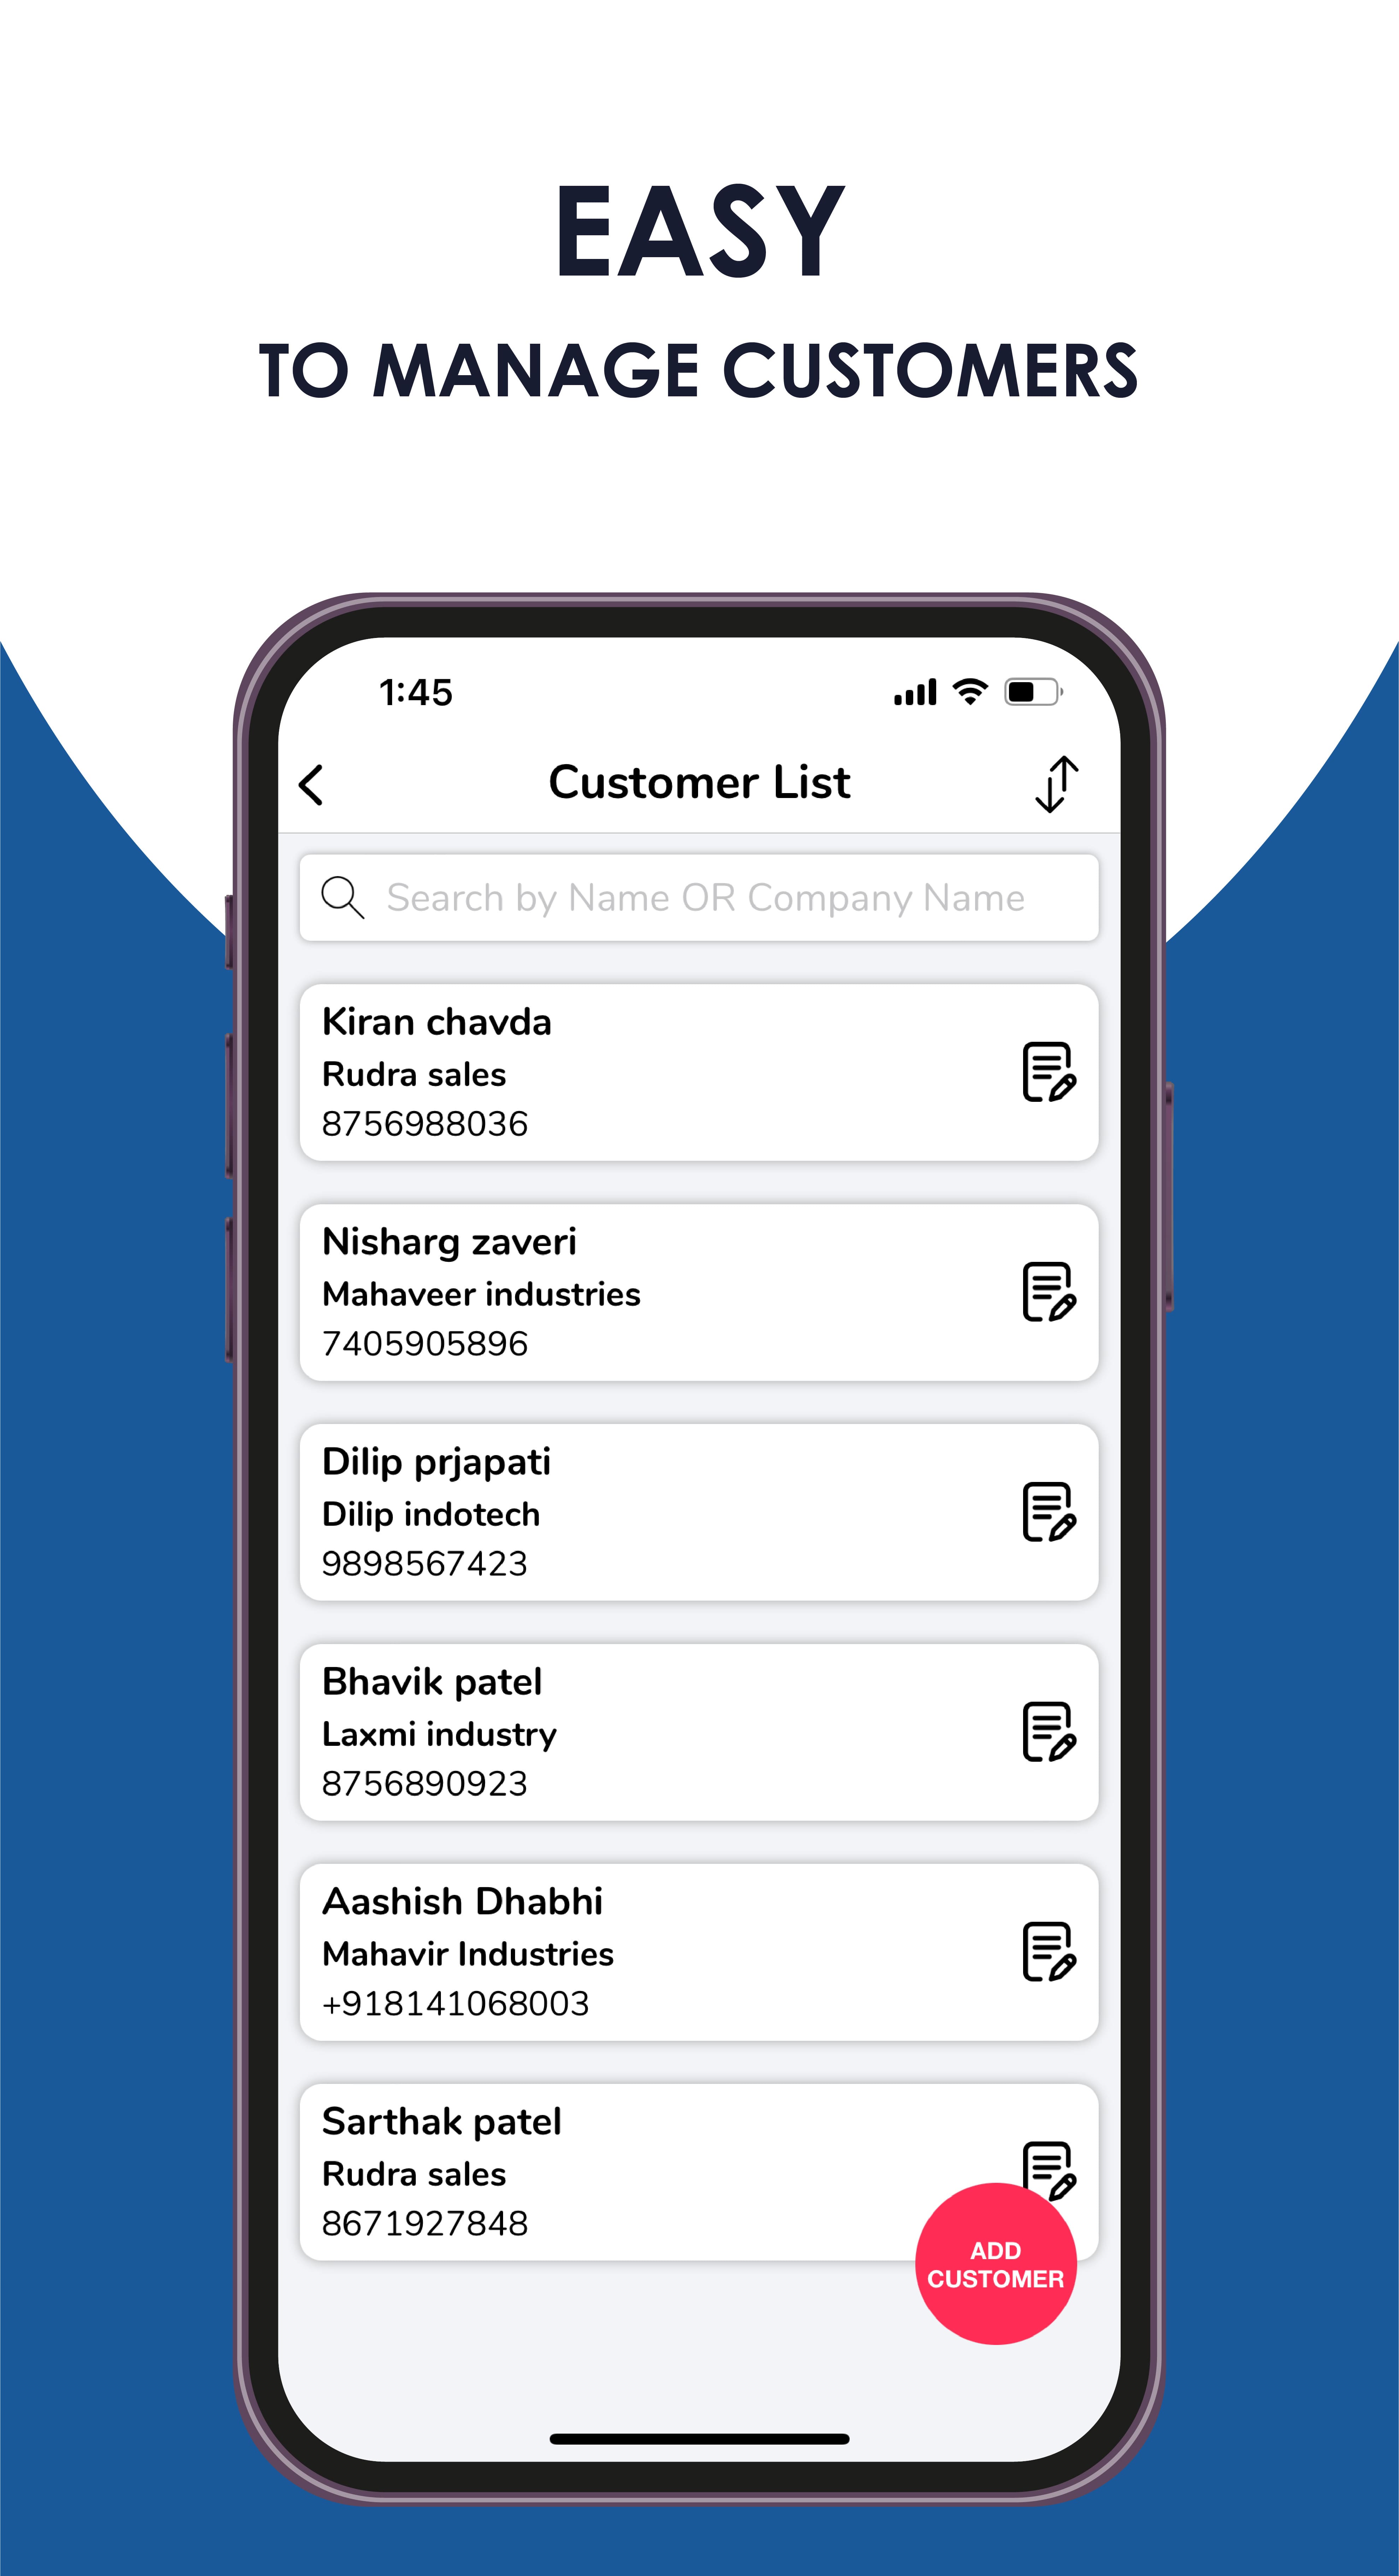 EASY
TO MANAGE CUSTOMERS
1:45
Customer List
Search by Name OR Company Name
Kiran chavda
Rudra sales
8756988036
Nisharg zaveri
Mahaveer industries
7405905896
Dilip prjapati
Dilip indotech
9898567423
Bhavik patel
Laxmi industry
8756890923
Aashish Dhabhi
Mahavir Industries
+918141068003
Sarthak patel
Rudra sales
8671927848
ADD
CUSTOMER